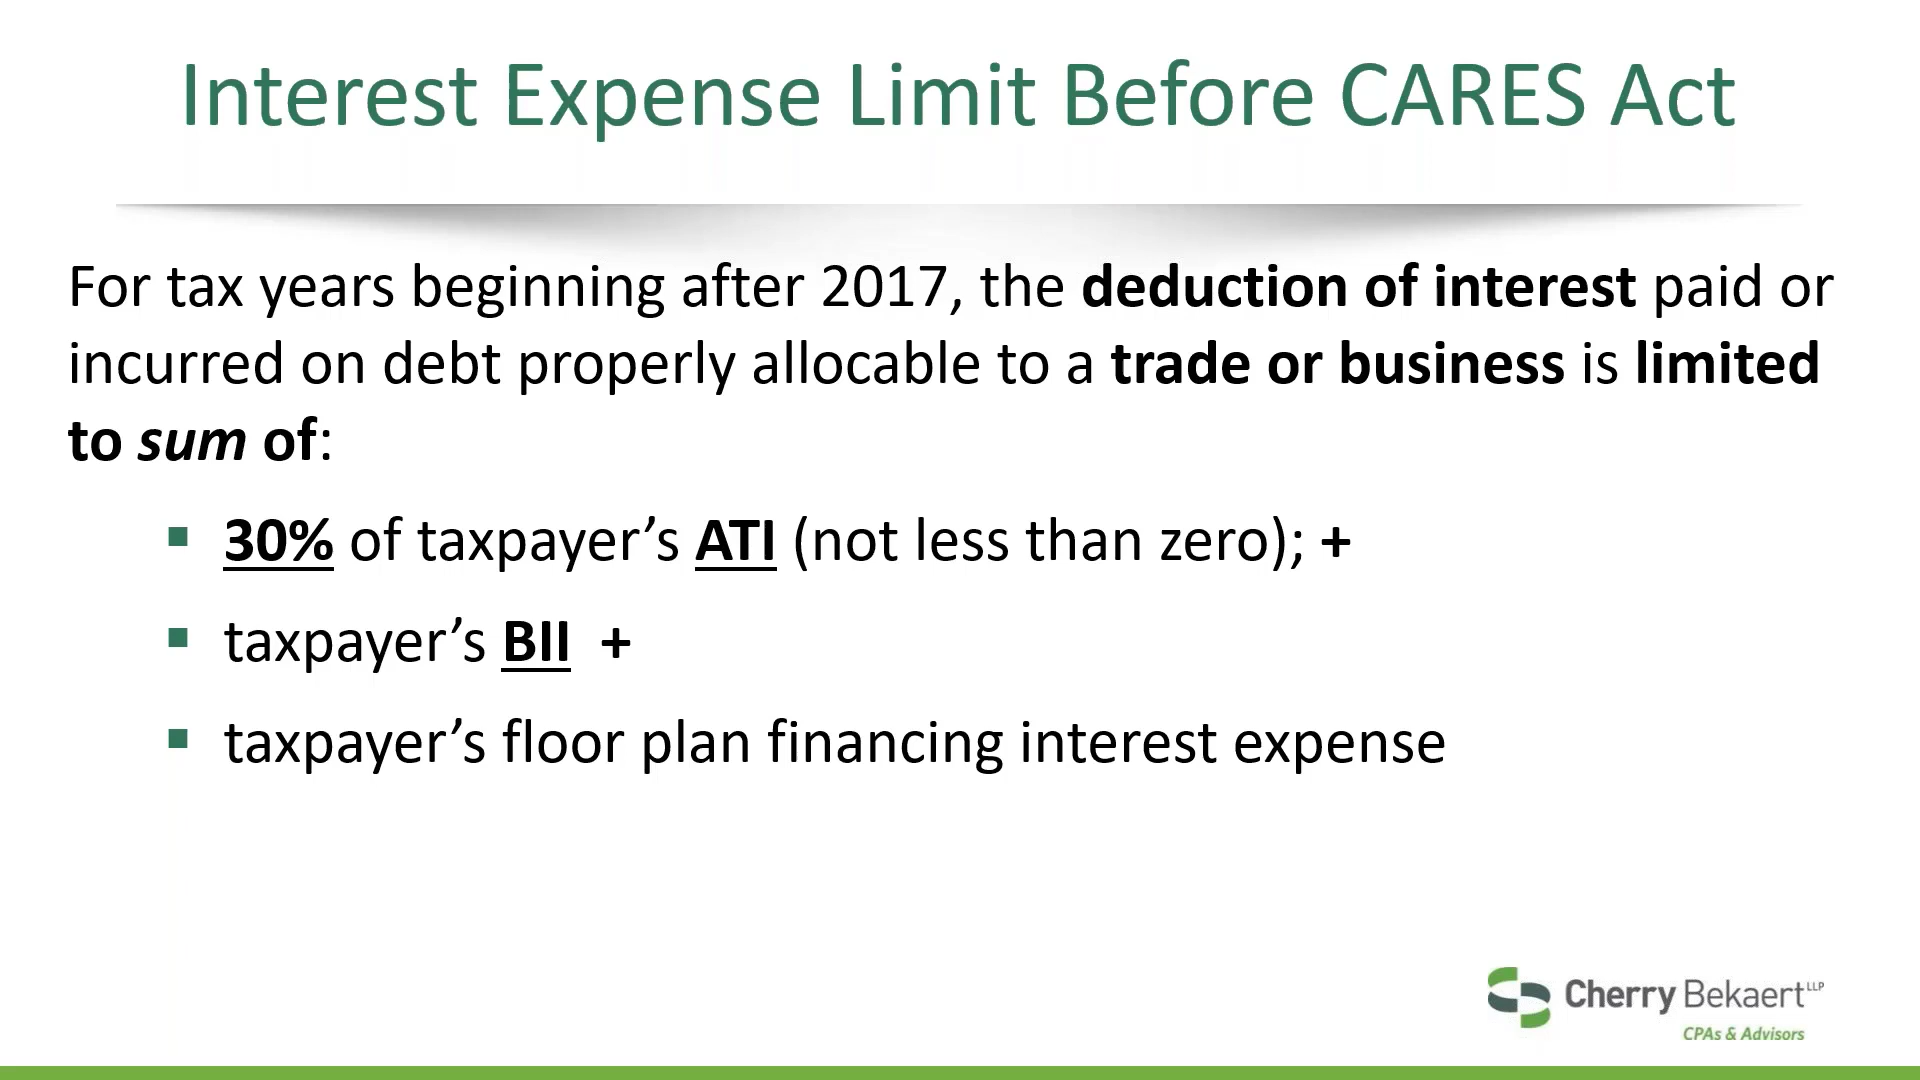 Interest Expense Limit Before CARES Act
For tax years beginning after 2017, the deduction of interest paid or
incurred on debt properly allocable to a trade or business is limited
to sum of:
▪ 30% of taxpayer’s ATI (not less than zero); +
▪ taxpayer’s BII +
▪ taxpayer’s floor plan financing interest expense
Cherry Bekaert LLP
CPAs & Advisors